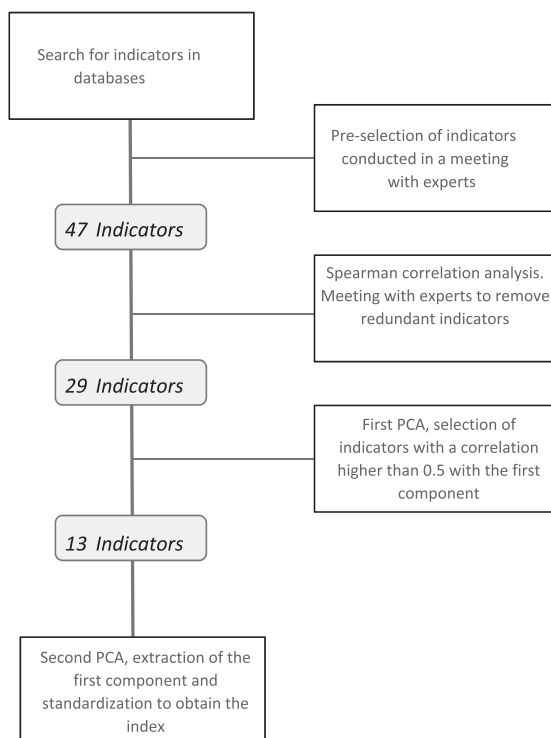 Search for indicators in
databases
Pre-selection of indicators
conducted in a meeting
with experts
47 Indicators
Spearman correlation analysis.
Meeting with experts to remove
redundant indicators
29 Indicators
First PCA, selection of
indicators with a correlation
higher than 0.5 with the first
component
13 Indicators
Second PCA, extraction of the
first component and
standardization to obtain the
index